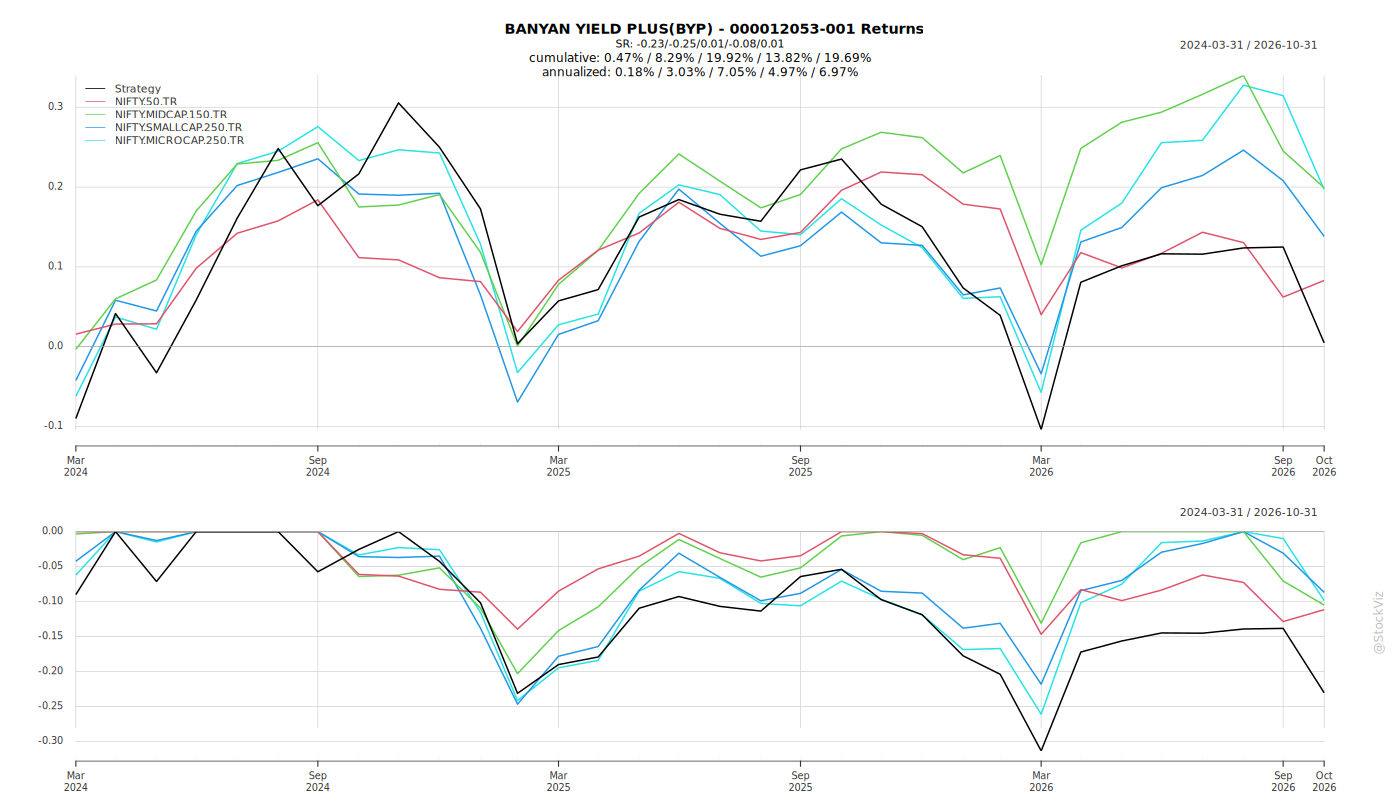 BANYAN YIELD PLUS(BYP) - 000012053-001 Returns
SR: -0.23/-0.25/0.01/-0.08/0.01
cumulative: 0.47% / 8.29% / 19.92% / 13.82% / 19.69%
annualized: 0.18% / 3.03% / 7.05% / 4.97% / 6.97%
2024-03-31 / 2026-10-31
Strategy
NIFTY.50.TR
NIFTY.MIDCAP.150.TR
NIFTY.SMALLCAP.250.TR
NIFTY.MICROCAP.250.TR
0.3
0.2
0.1
0.0
-0.1
Mar Sep Mar Sep Mar Sep Oct
2024 2024 2025 2025 2026 2026 2026
2024-03-31 / 2026-10-31
0.00
-0.05
-0.10
-0.15
-0.20
-0.25
-0.30
Mar Sep Mar Sep Mar Sep Oct
2024 2024 2025 2025 2026 2026 2026
@StockViz